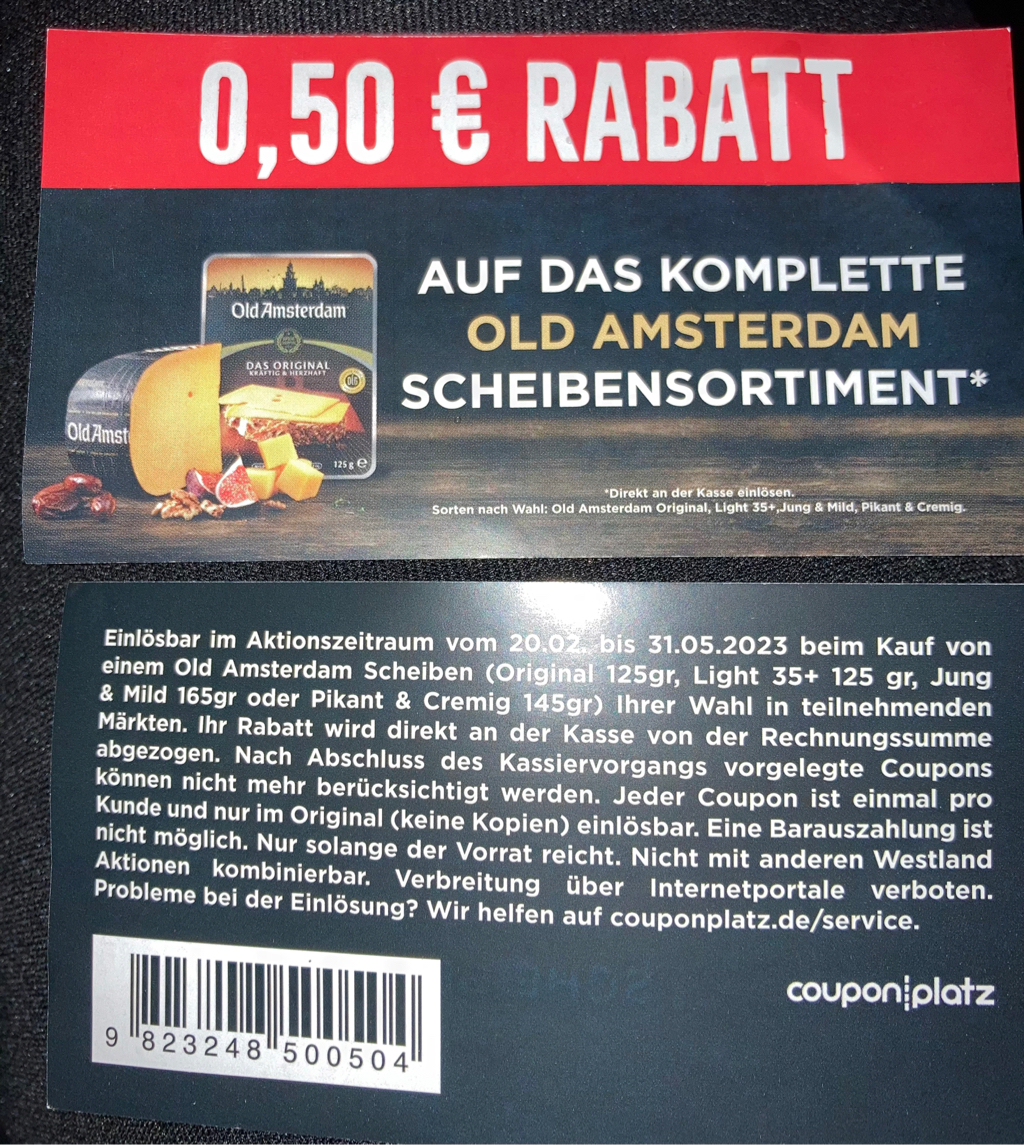 0,50 € RABATT
AUF DAS KOMPLETTE
OLD AMSTERDAM
SCHEIBENSORTIMENT*
Old Amsterdam
DAS ORIGINAL
KRÄFTIG & HERZHAFT
OLD
Old Amst
125 g ℮
*Direkt an der Kasse einlösen.
Sorten nach Wahl: Old Amsterdam Original, Light 35+,Jung & Mild, Pikant & Cremig.
Einlösbar im Aktionszeitraum vom 20.02. bis 31.05.2023 beim Kauf von
einem Old Amsterdam Scheiben (Original 125gr, Light 35+ 125 gr, Jung
& Mild 165gr oder Pikant & Cremig 145gr) Ihrer Wahl in teilnehmenden
Märkten. Ihr Rabatt wird direkt an der Kasse von der Rechnungssumme
abgezogen. Nach Abschluss des Kassiervorgangs vorgelegte Coupons
können nicht mehr berücksichtigt werden. Jeder Coupon ist einmal pro
Kunde und nur im Original (keine Kopien) einlösbar. Eine Barauszahlung ist
nicht möglich. Nur solange der Vorrat reicht. Nicht mit anderen Westland
Aktionen kombinierbar. Verbreitung über Internetportale verboten.
Probleme bei der Einlösung? Wir helfen auf couponplatz.de/service.
couponplatz
9 823248 500504